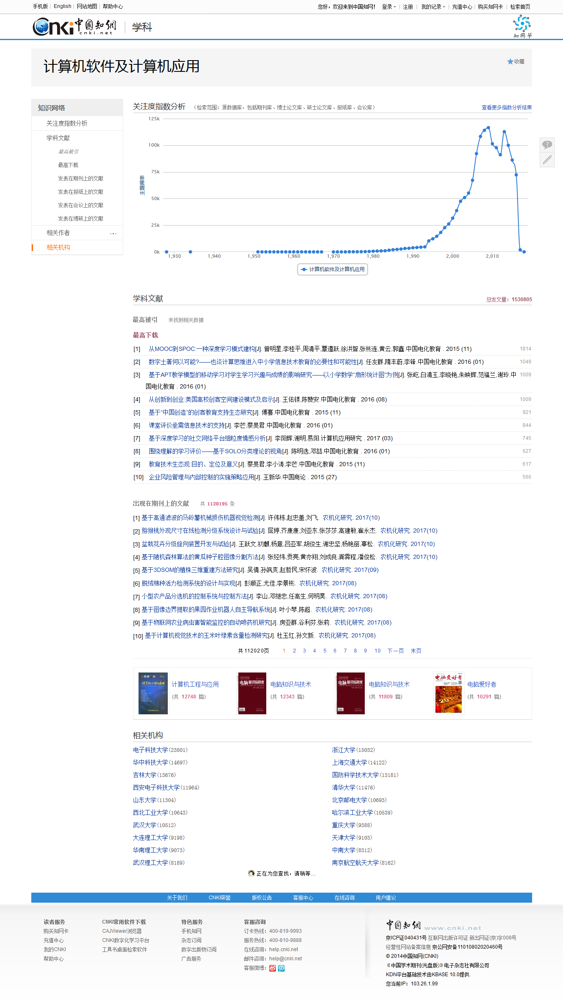 手机版 | English | 网站地图 | 帮助中心
您好，欢迎来到中国知网！ 登录 | 注册 | 我的记录 | 充值中心 | 购买知网卡 | 检索首页
Cnki 中国知網 cnki.net 学科
知网节
计算机软件及计算机应用
收藏
知识网络
关注度指数分析
学科文献
最高被引
最高下载
发表在期刊上的文献
发表在报纸上的文献
发表在会议上的文献
发表在博硕上的文献
相关作者 ...
相关机构
关注度指数分析 （检索范围：源数据库，包括期刊库、博士论文库、硕士论文库、报纸库、会议库） 查看更多指数分析结果
125k
100k
75k
50k
25k
0k
主题频率
1,930 1,940 1,950 1,960 1,970 1,980 1,990 2,000 2,010
计算机软件及计算机应用
学科文献 总发文量：1530805
最高被引 未找到相关数据
最高下载
[1] 从MOOC到SPOC:一种深度学习模式建构[J]. 曾明星,李桂平,周清平,覃遵跃,徐洪智,张彬连,黄云,郭鑫.中国电化教育 . 2015 (11) 1814
[2] 数字土著何以可能?——也谈计算思维进入中小学信息技术教育的必要性和可能性[J]. 任友群,隋丰蔚,李锋.中国电化教育 . 2016 (01) 1049
[3] 基于APT教学模型的移动学习对学生学习兴趣与成绩的影响研究——以小学数学“扇形统计图”为例[J]. 张屹,白清玉,李晓艳,朱映辉,范福兰,谢玲.中 1009
国电化教育 . 2016 (01)
[4] 从创新到创业:美国高校创客空间建设模式及启示[J]. 王佑镁,陈赞安.中国电化教育 . 2016 (08) 1009
[5] 基于“中国创造”的创客教育支持生态研究[J]. 傅骞.中国电化教育 . 2015 (11) 921
[6] 课堂评价亟需信息技术的支持[J]. 李芒,蔡旻君.中国电化教育 . 2016 (01) 844
[7] 基于深度学习的社交网络平台细粒度情感分析[J]. 李阳辉,谢明,易阳.计算机应用研究 . 2017 (03) 745
[8] 围绕理解的学习评价——基于SOLO分类理论的视角[J]. 陈明选,邓喆.中国电化教育 . 2016 (01) 627
[9] 教育技术生态观:目的、定位及意义[J]. 蔡旻君,李小涛,李芒.中国电化教育 . 2015 (11) 617
[10] 企业风险管理与内部控制的实施策略应用[J]. 王新华.中国商论 . 2015 (27) 566
出现在期刊上的文献 共 1120195 条
[1] 基于高通滤波的马铃薯机械损伤机器视觉检测[J]. 许伟栋,赵忠盖,刘飞. 农机化研究. 2017(10)
[2] 猕猴桃外观尺寸在线检测分级系统设计与试验[J]. 屈婷,齐康康,刘亚东,张莎莎,高建敏,崔永杰. 农机化研究. 2017(10)
[3] 盆栽花卉分级旋向装置开发与试验[J]. 王跃文,初麒,杨意,吕亚军,胡俊生,谢忠坚,杨艳丽,辜松. 农机化研究. 2017(10)
[4] 基于随机森林算法的黄瓜种子腔图像分割方法[J]. 张经纬,贡亮,黄亦翔,刘成良,龚霁程,潘俊松. 农机化研究. 2017(10)
[5] 基于3DSOM的植株三维重建方法研究[J]. 吴倩,孙飒爽,赵哲民,宋怀波. 农机化研究. 2017(09)
[6] 脱绒棉种活力检测系统的设计与实现[J]. 彭顺正,尤佳,李景彬. 农机化研究. 2017(08)
[7] 小型农产品分选机的控制系统与控制方法[J]. 李山,邓继忠,任高生,何明昊. 农机化研究. 2017(08)
[8] 基于图像边界提取的果园作业机器人自主导航系统[J]. 叶小琴,陈超. 农机化研究. 2017(08)
[9] 基于物联网农业病虫害智能监控的自动喷药机研究[J]. 房亚群,谷利芬,张莉. 农机化研究. 2017(08)
[10] 基于计算机视觉技术的玉米叶绿素含量检测研究[J]. 杜玉红,孙文新. 农机化研究. 2017(08)
共112020页 1 2 3 4 5 6 7 8 9 10 下一页 末页
计算机工程与应用 电脑知识与技术 电脑知识与技术 电脑爱好者
计算机工程与应用 电脑知识与技术 电脑知识与技术 电脑爱好者
(共 12748 篇) (共 12343 篇) (共 11809 篇) (共 10291 篇)
相关机构
电子科技大学(23801) 浙江大学(15032)
华中科技大学(14697) 上海交通大学(14122)
吉林大学(13676) 国防科学技术大学(13181)
西安电子科技大学(11964) 清华大学(11476)
山东大学(11304) 北京邮电大学(10693)
西北工业大学(10643) 哈尔滨工业大学(10539)
武汉大学(10512) 重庆大学(9388)
大连理工大学(9198) 天津大学(9103)
华南理工大学(9073) 中南大学(8312)
武汉理工大学(8189) 南京航空航天大学(8162)
正在为您查找，请稍等...
关于我们 CNKI荣誉 版权公告 客服中心 在线咨询 用户建议
读者服务
购买知网卡
充值中心
我的CNKI
帮助中心
CNKI常用软件下载
CAJViewer浏览器
CNKI数字化学习平台
工具书桌面检索软件
特色服务
手机知网
杂志订阅
数字出版物订阅
广告服务
客服咨询
订卡热线：400-819-9993
服务热线：400-810-9888
在线咨询：help.cnki.net
邮件咨询：help@cnki.net
客服微博：
中国知網 www.cnki.net
京ICP证040431号 互联网出版许可证 新出网证(京)字008号
经营性网站备案信息 京公网安备11010802020460号
© 2014中国知网(CNKI)
《中国学术期刊(光盘版)》电子杂志社有限公司
KDN平台基础技术由KBASE 10.0提供.
您当前IP：103.26.1.99